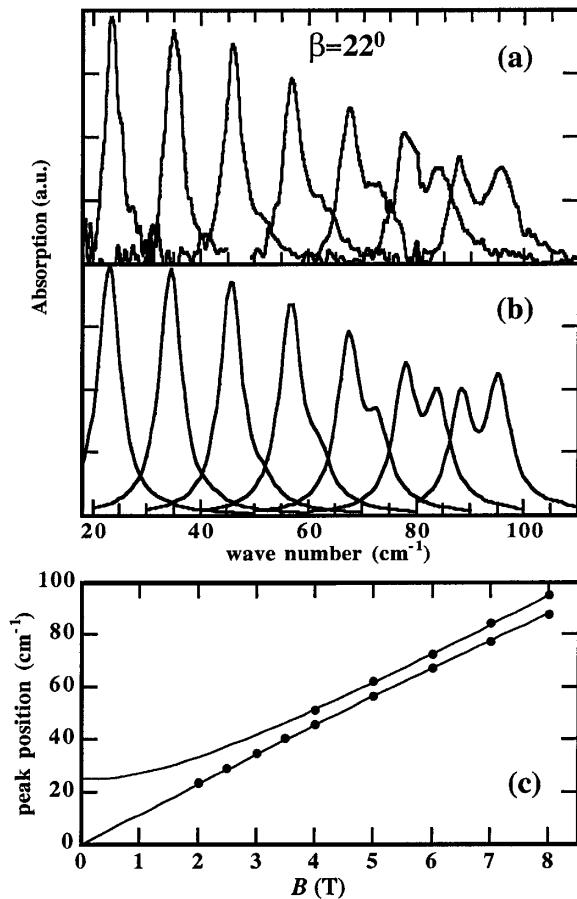 β=22⁰
(a)
Absorption (a.u.)
(b)
20 40 60 80 100
wave number (cm⁻¹)
100
80
60
40
20
0
peak position (cm⁻¹)
(c)
0 1 2 3 4 5 6 7 8
B (T)